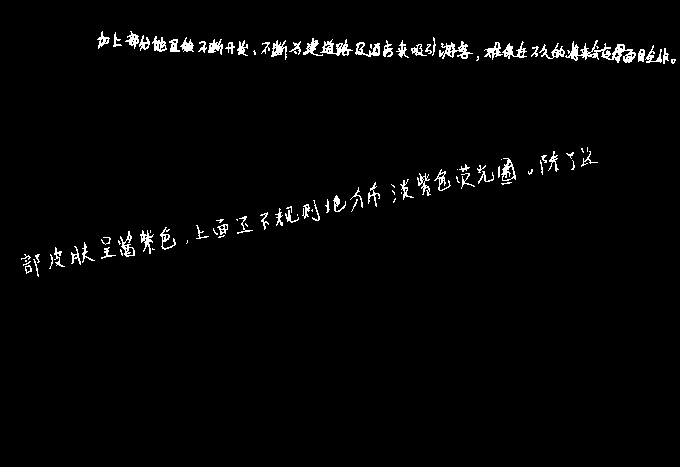 加上部分地区被不断开发、不断兴建道路及酒店来吸引游客，难保在不久的将来会变得面目全非。
部皮肤呈酱紫色，上面还不规则地分布淡紫色荧光圈。除了这